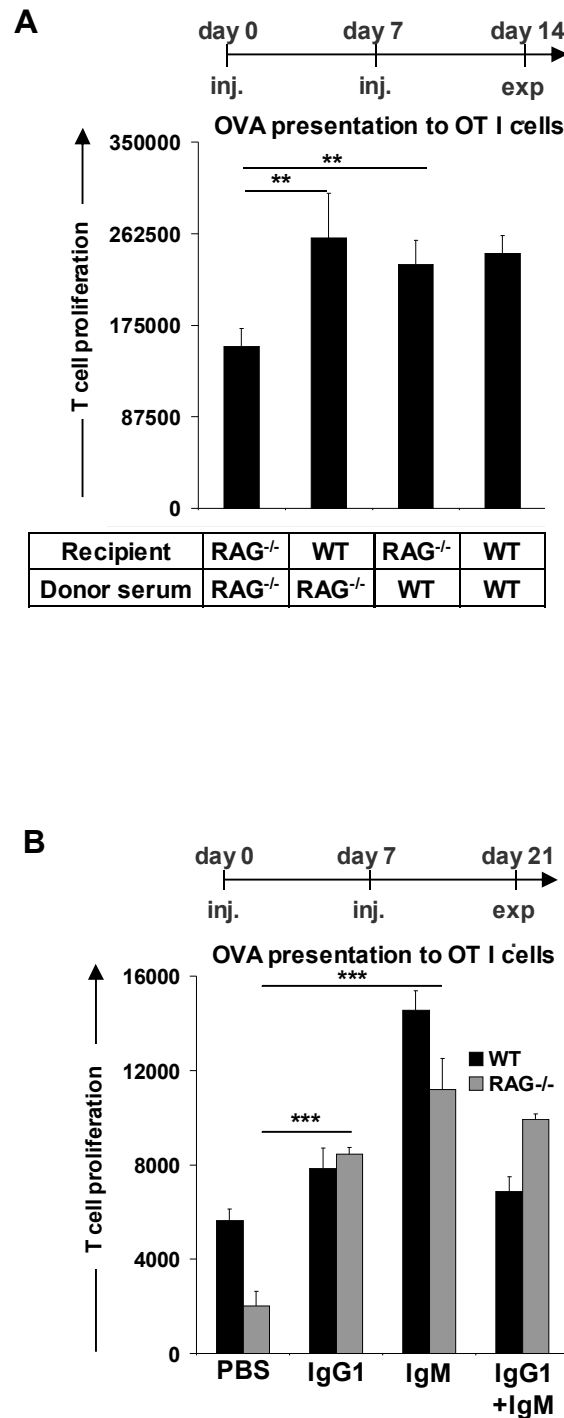 A
day 0 day 7 day 14
inj. inj. exp
OVA presentation to OT I cells
350000
**
**
262500
175000
87500
0
T cell proliferation
Recipient RAG-/- WT RAG-/- WT
Donor serum RAG-/- RAG-/- WT WT
B
day 0 day 7 day 21
inj. inj. exp
OVA presentation to OT I cells
16000
***
12000
WT
RAG-/-
***
8000
4000
0
T cell proliferation
PBS IgG1 IgM IgG1
+IgM